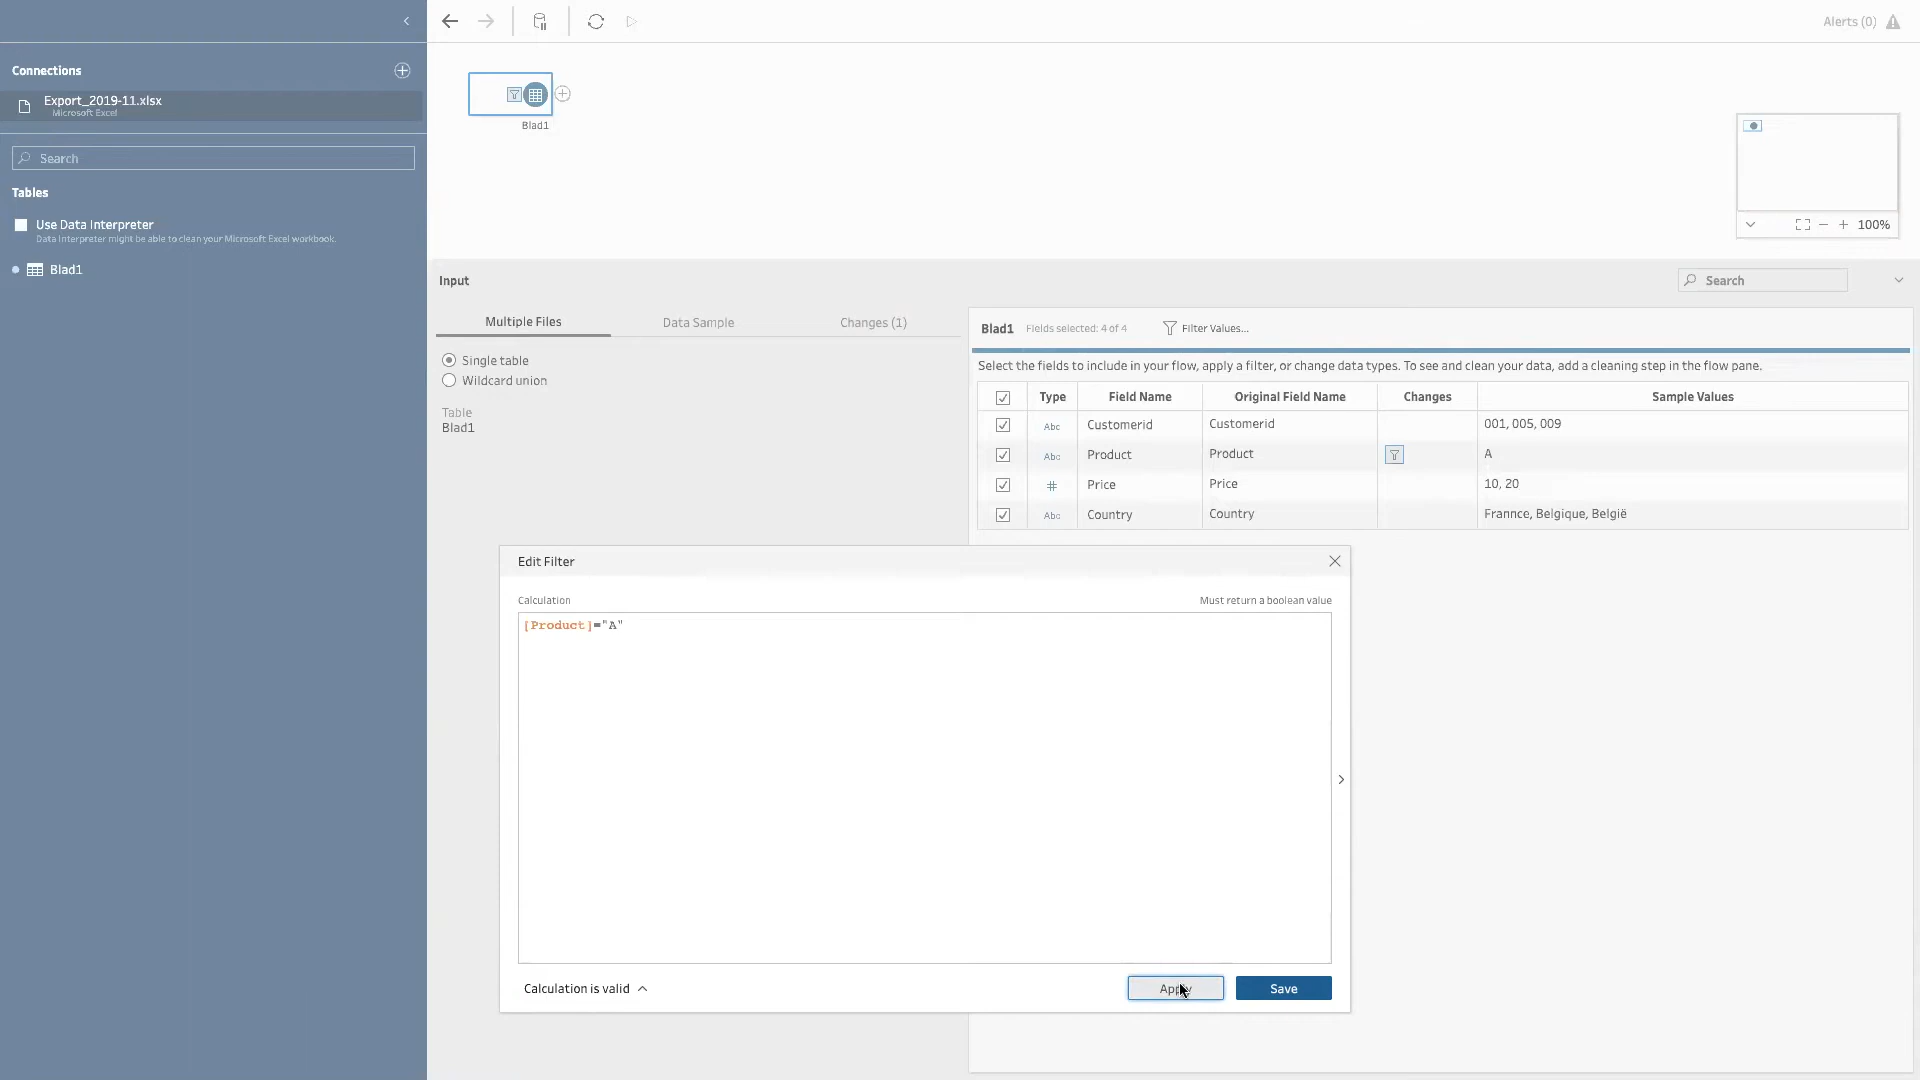 Alerts (0)
Connections
Export_2019-11.xlsx
Microsoft Excel
Search
Tables
Use Data Interpreter
Data Interpreter might be able to clean your Microsoft Excel workbook.
Blad1
Blad1
100%
Input
Search
Multiple Files
Data Sample
Changes (1)
Single table
Wildcard union
Table
Blad1
Blad1 Fields selected: 4 of 4 Filter Values...
Select the fields to include in your flow, apply a filter, or change data types. To see and clean your data, add a cleaning step in the flow pane.
Type Field Name Original Field Name Changes Sample Values
Abc Customerid Customerid 001, 005, 009
Abc Product Product A
# Price Price 10, 20
Abc Country Country Frannce, Belgique, België
Edit Filter
Calculation Must return a boolean value
[Product]="A"
Calculation is valid
Apply
Save